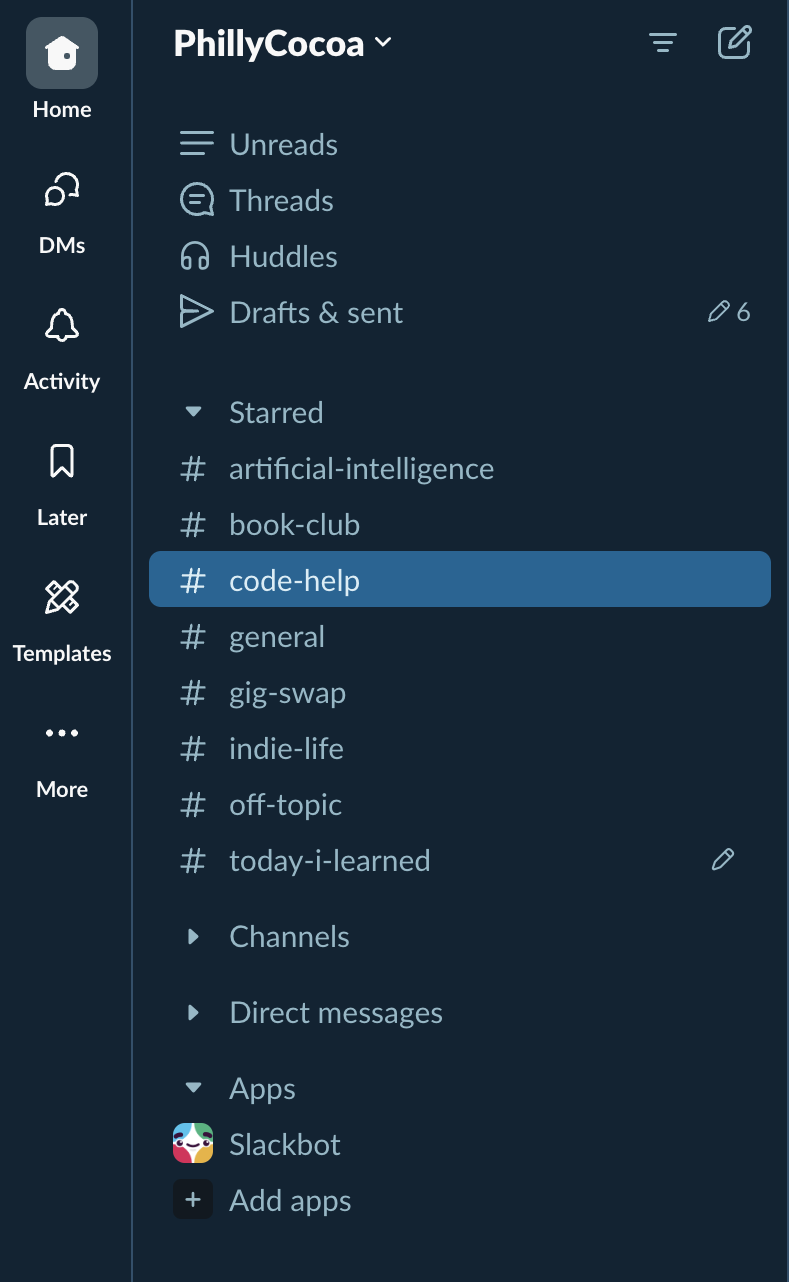 PhillyCocoa
Home
DMs
Activity
Later
Templates
More
Unreads
Threads
Huddles
Drafts & sent 6
Starred
# artificial-intelligence
# book-club
# code-help
# general
# gig-swap
# indie-life
# off-topic
# today-i-learned
Channels
Direct messages
Apps
Slackbot
+ Add apps